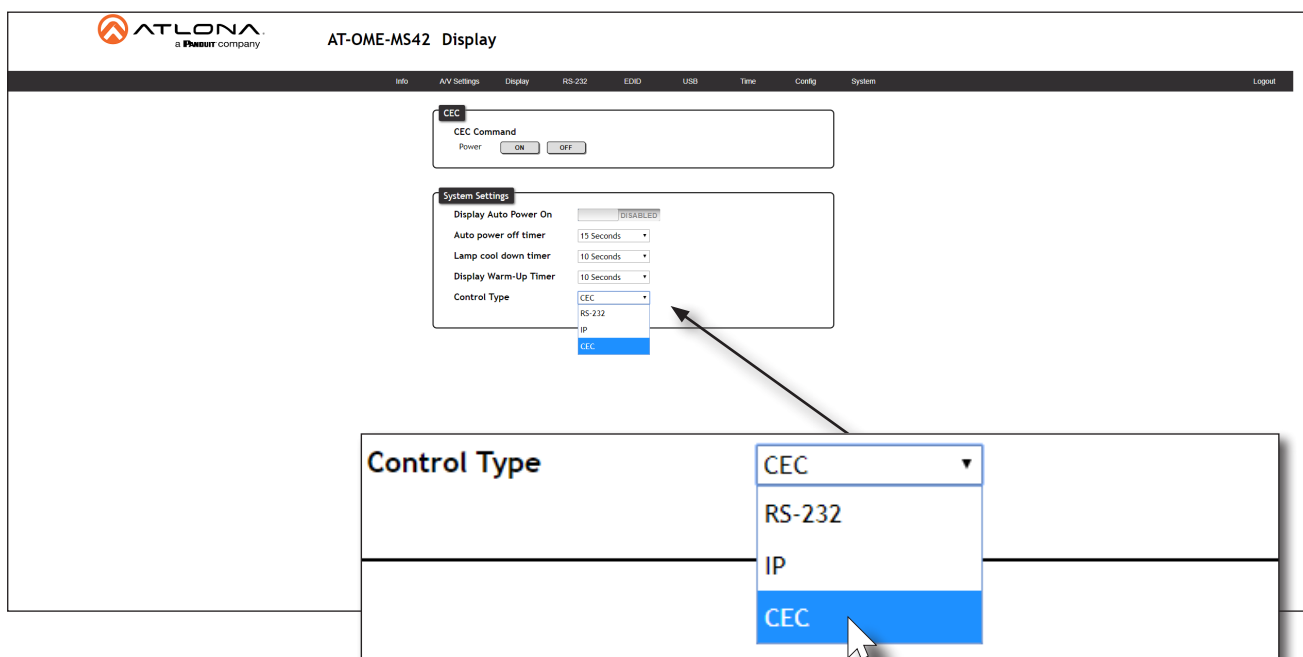 ATLONA.
a PANDUIT company
AT-OME-MS42 Display
Info A/V Settings Display RS-232 EDID USB Time Config System Logout
CEC
CEC Command
Power ON OFF
System Settings
Display Auto Power On DISABLED
Auto power off timer 15 Seconds
Lamp cool down timer 10 Seconds
Display Warm-Up Timer 10 Seconds
Control Type CEC
RS-232
IP
CEC
Control Type CEC
RS-232
IP
CEC